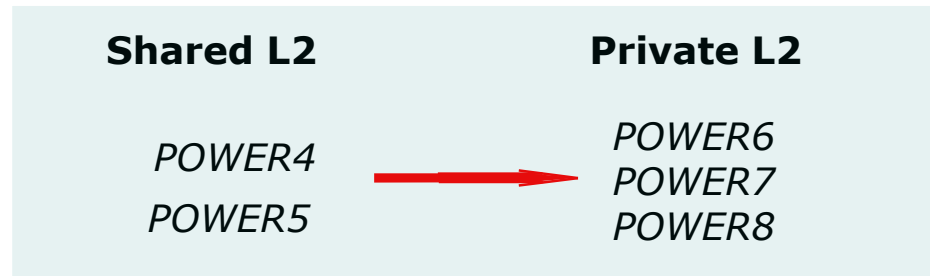 Shared L2
POWER4
POWER5
Private L2
POWER6
POWER7
POWER8